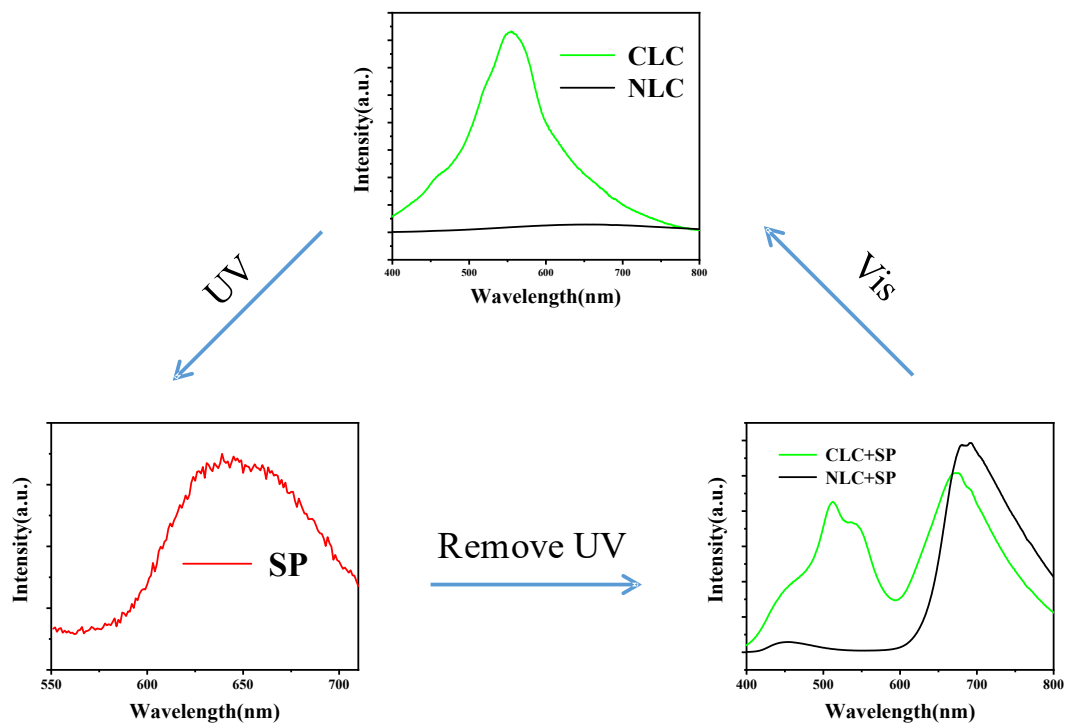 CLC
NLC
Intensity(a.u.)
400 500 600 700 800
Wavelength(nm)
UV
Vis
SP
Intensity(a.u.)
550 600 650 700
Wavelength(nm)
Remove UV
CLC+SP
NLC+SP
Intensity(a.u.)
400 500 600 700 800
Wavelength(nm)